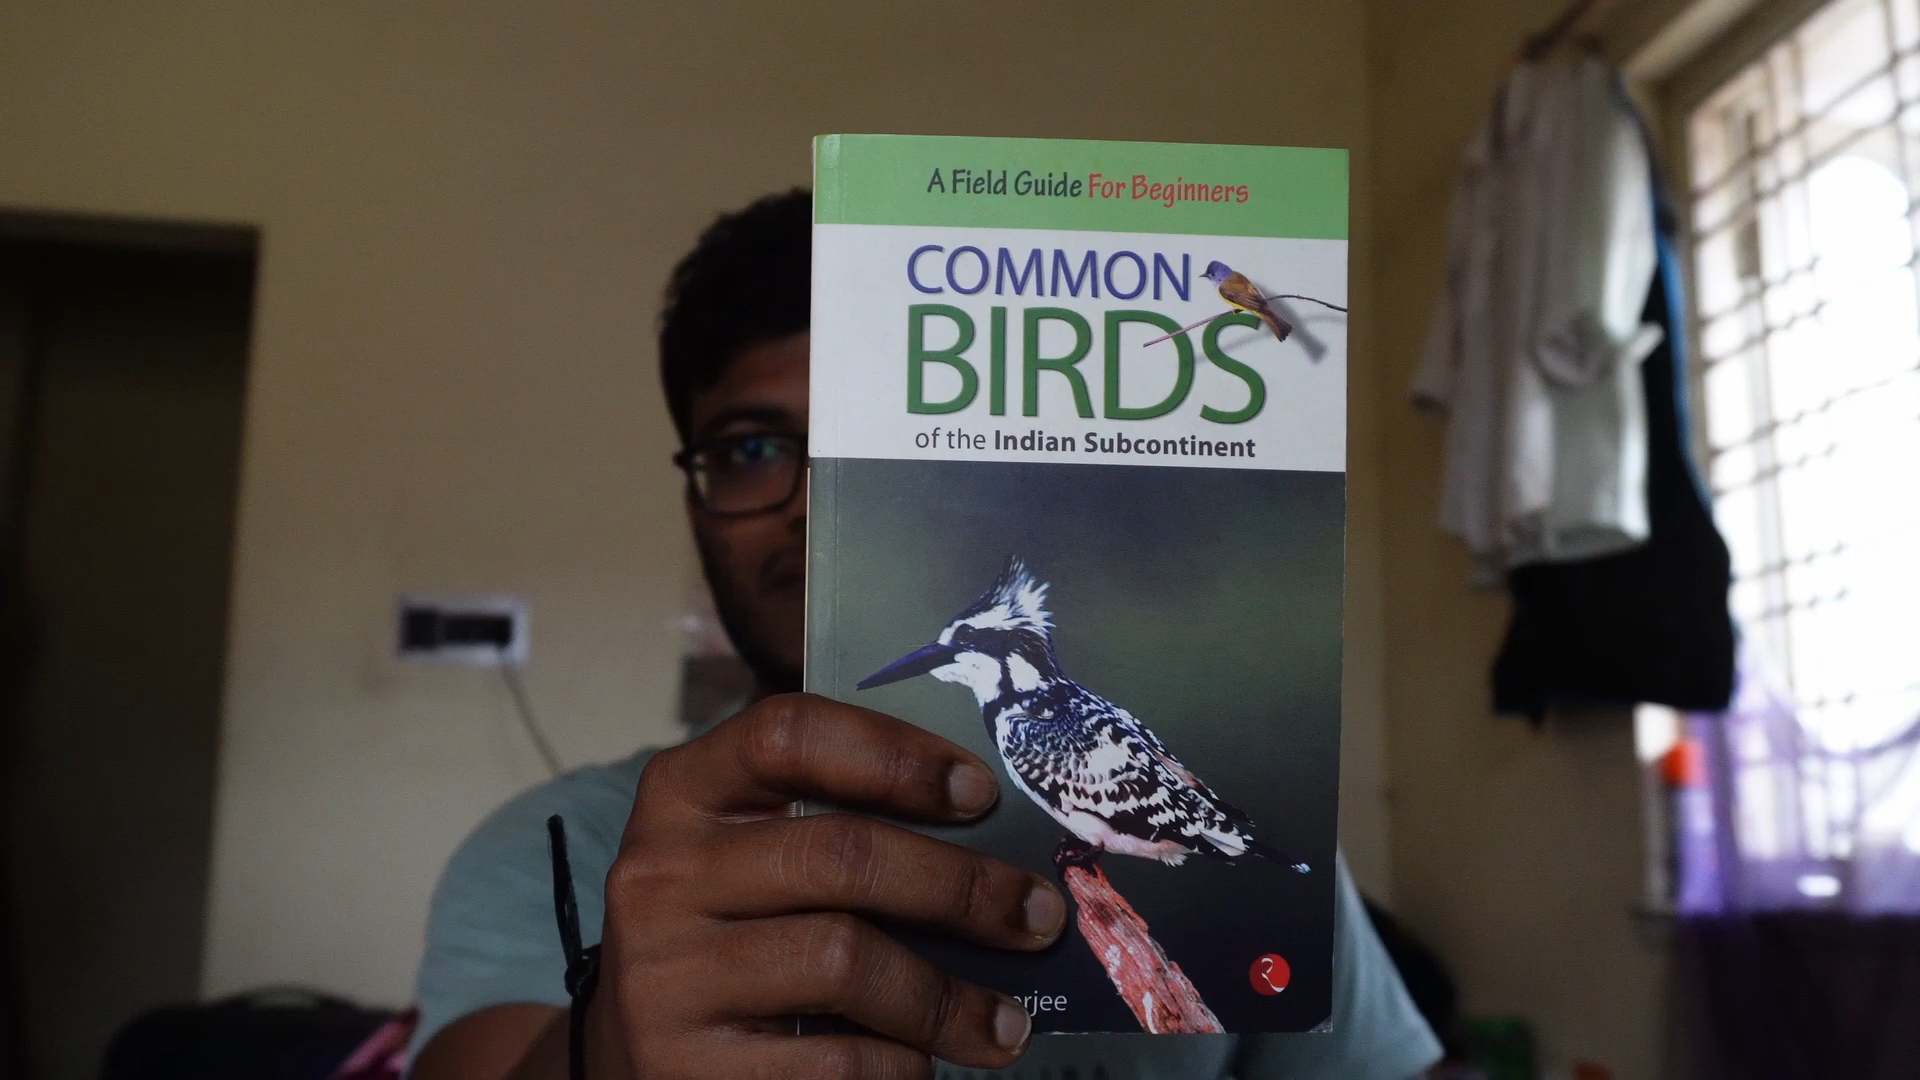 A Field Guide For Beginners
COMMON
BIRDS
of the Indian Subcontinent